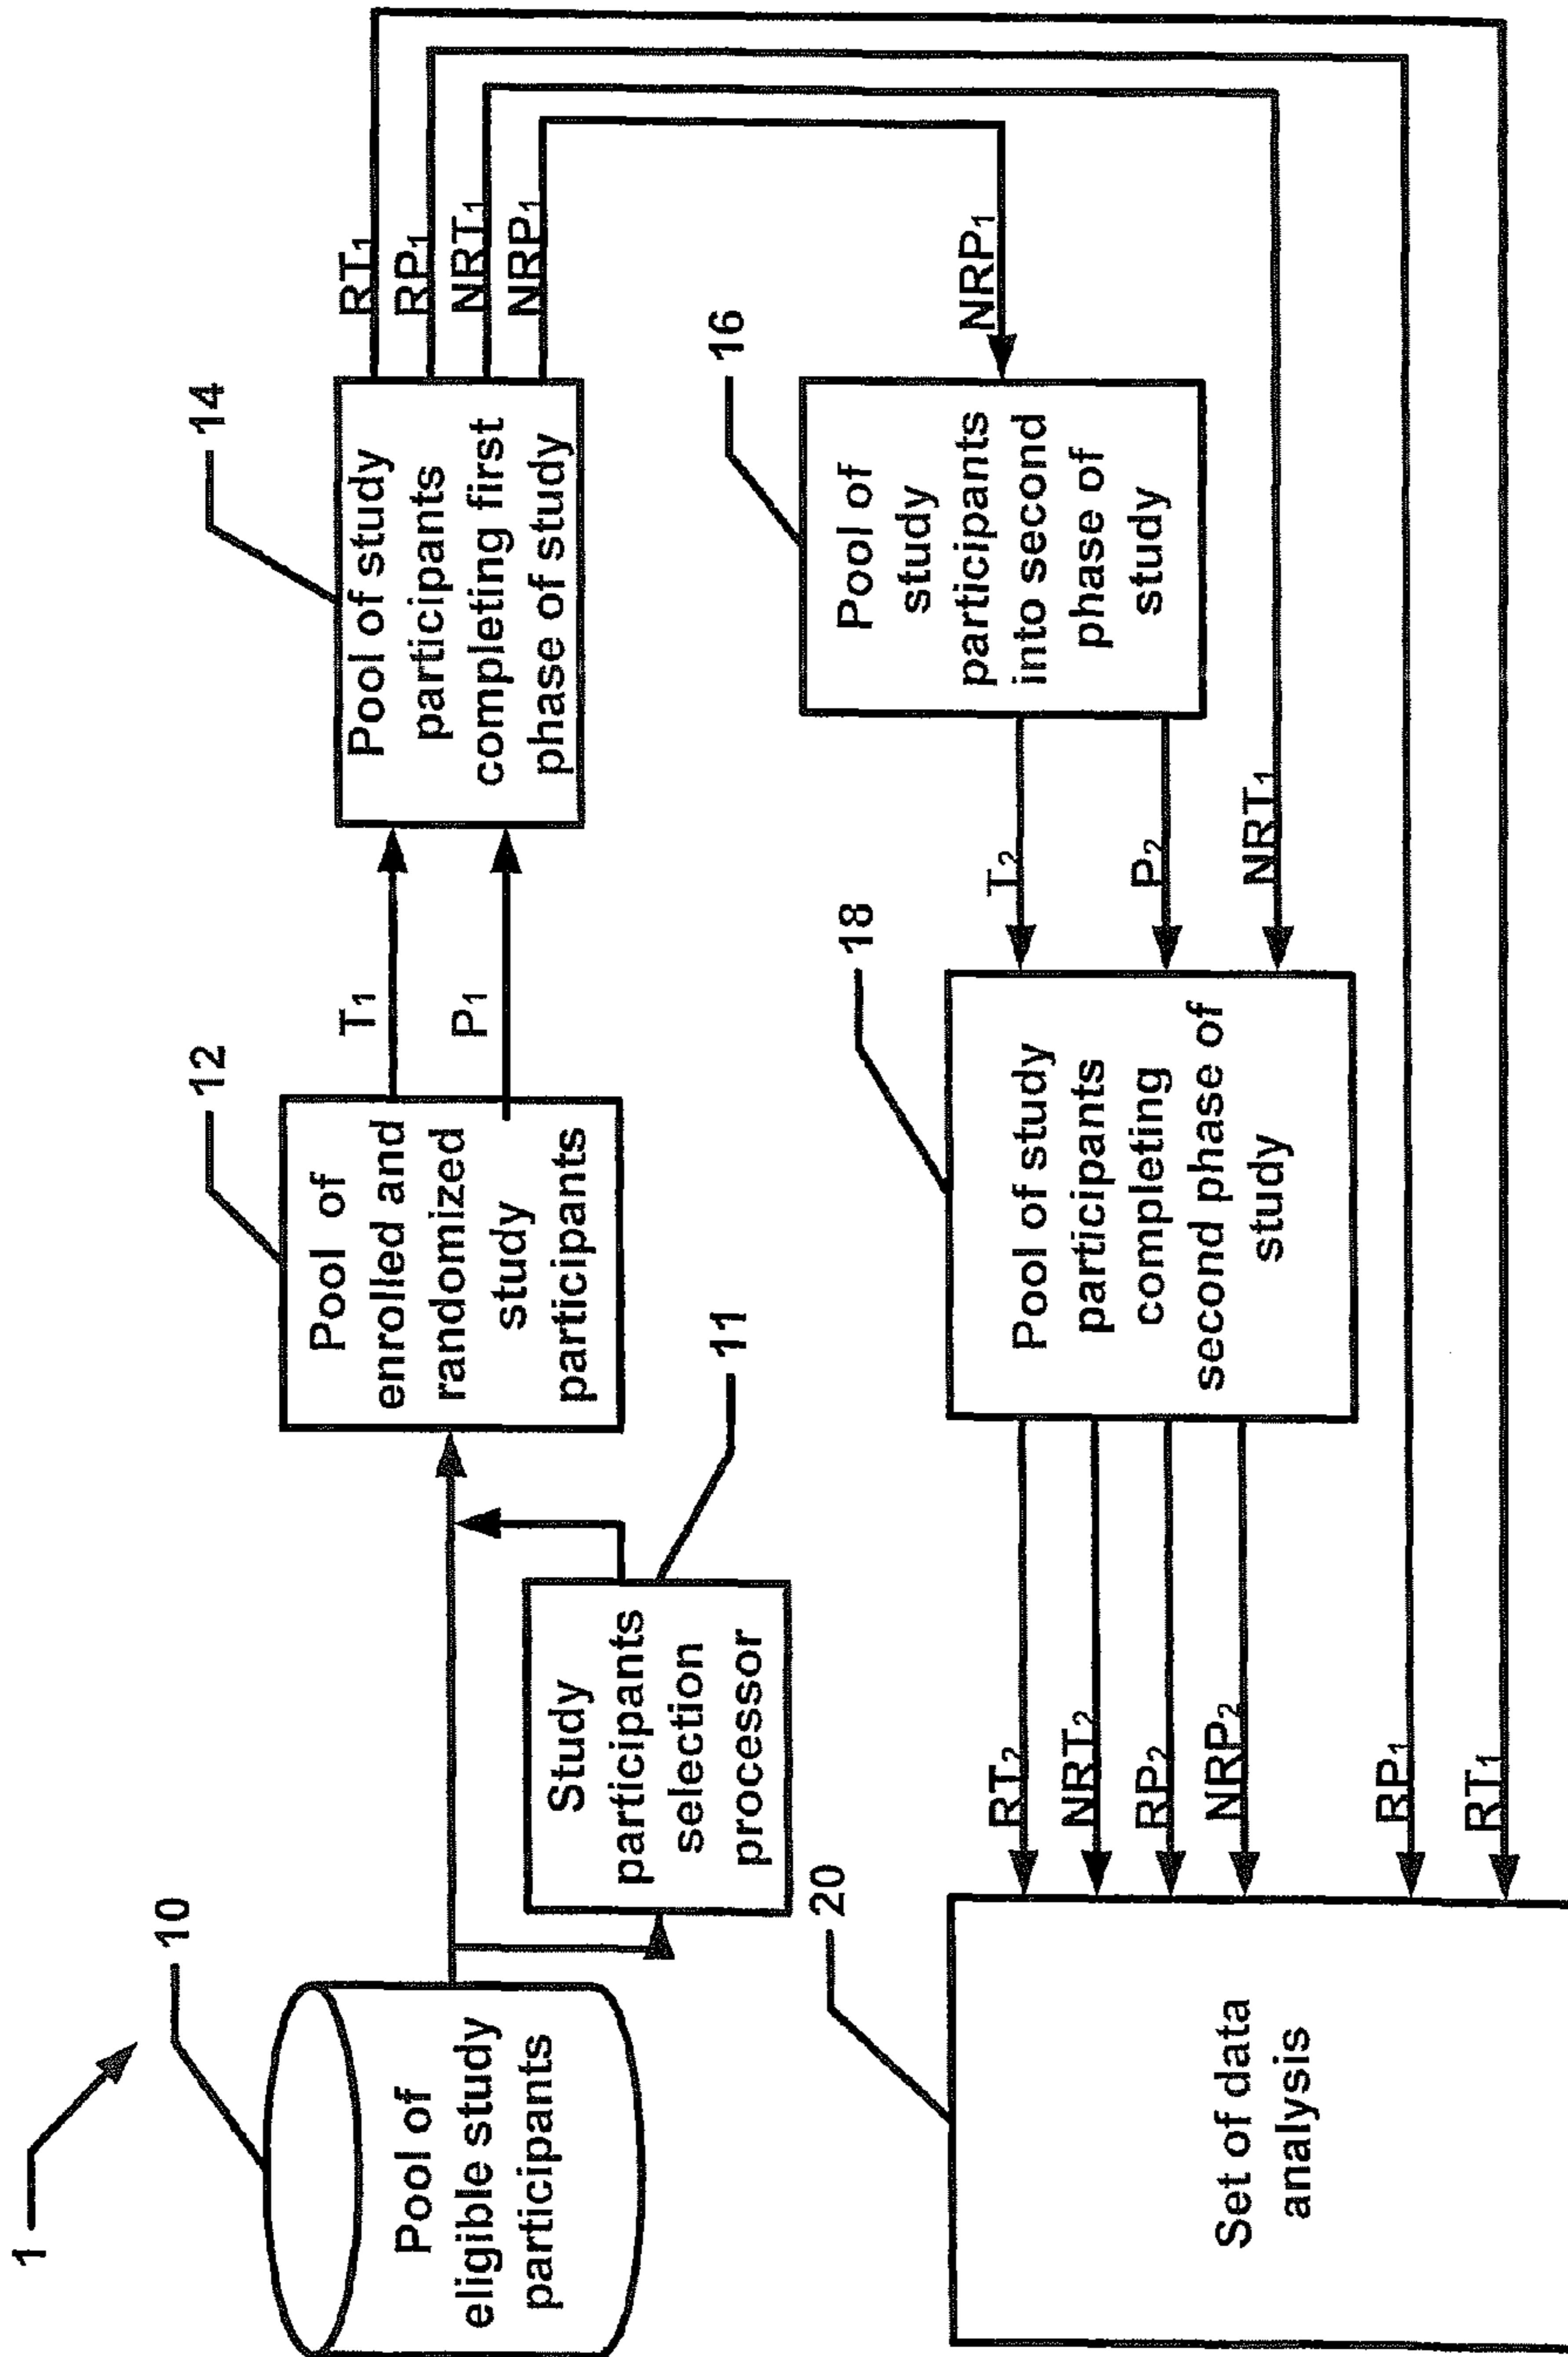 1
10
Pool of
eligible study
participants
11
Study
participants
selection
processor
12
Pool of
enrolled and
randomized
study
participants
T₁
P₁
14
Pool of study
participants
completing first
phase of study
RT₁
RP₁
NRT₁
NRP₁
16
Pool of
study
participants
into second
phase of
study
NRP₁
T₂
P₂
NRT₁
18
Pool of study
participants
completing
second phase of
study
RT₂
NRT₂
RP₂
NRP₂
RP₁
RT₁
20
Set of data
analysis